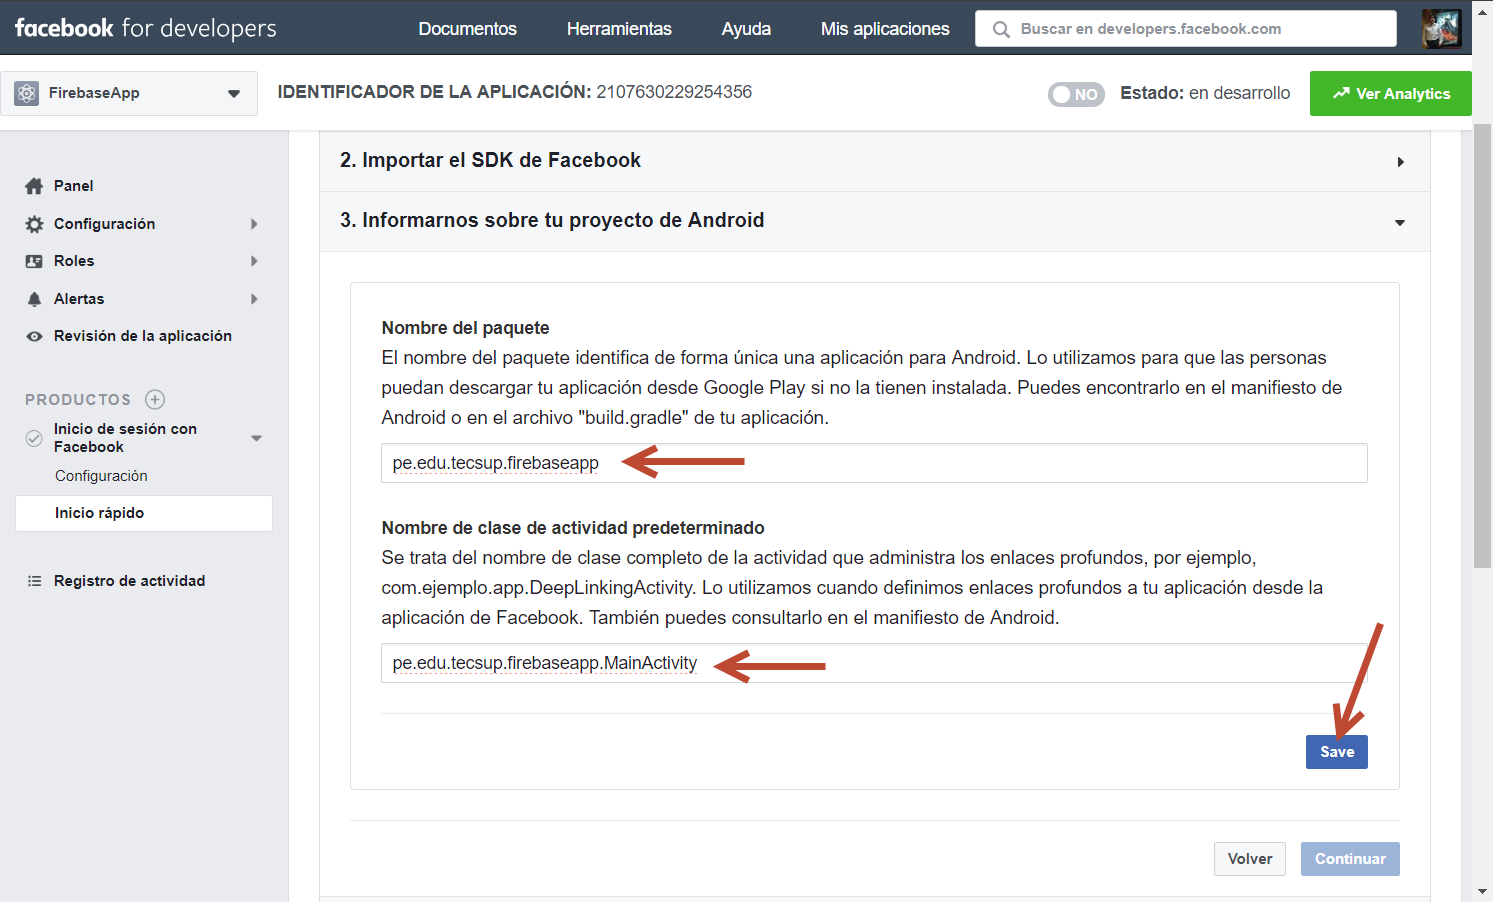 facebook for developers
Documentos
Herramientas
Ayuda
Mis aplicaciones
Buscar en developers.facebook.com
FirebaseApp
IDENTIFICADOR DE LA APLICACIÓN: 2107630229254356
NO
Estado: en desarrollo
Ver Analytics
Panel
Configuración
Roles
Alertas
Revisión de la aplicación
PRODUCTOS
Inicio de sesión con
Facebook
Configuración
Inicio rápido
Registro de actividad
2. Importar el SDK de Facebook
3. Informarnos sobre tu proyecto de Android
Nombre del paquete
El nombre del paquete identifica de forma única una aplicación para Android. Lo utilizamos para que las personas
puedan descargar tu aplicación desde Google Play si no la tienen instalada. Puedes encontrarlo en el manifiesto de
Android o en el archivo "build.gradle" de tu aplicación.
pe.edu.tecsup.firebaseapp
Nombre de clase de actividad predeterminado
Se trata del nombre de clase completo de la actividad que administra los enlaces profundos, por ejemplo,
com.ejemplo.app.DeepLinkingActivity. Lo utilizamos cuando definimos enlaces profundos a tu aplicación desde la
aplicación de Facebook. También puedes consultarlo en el manifiesto de Android.
pe.edu.tecsup.firebaseapp.MainActivity
Save
Volver
Continuar